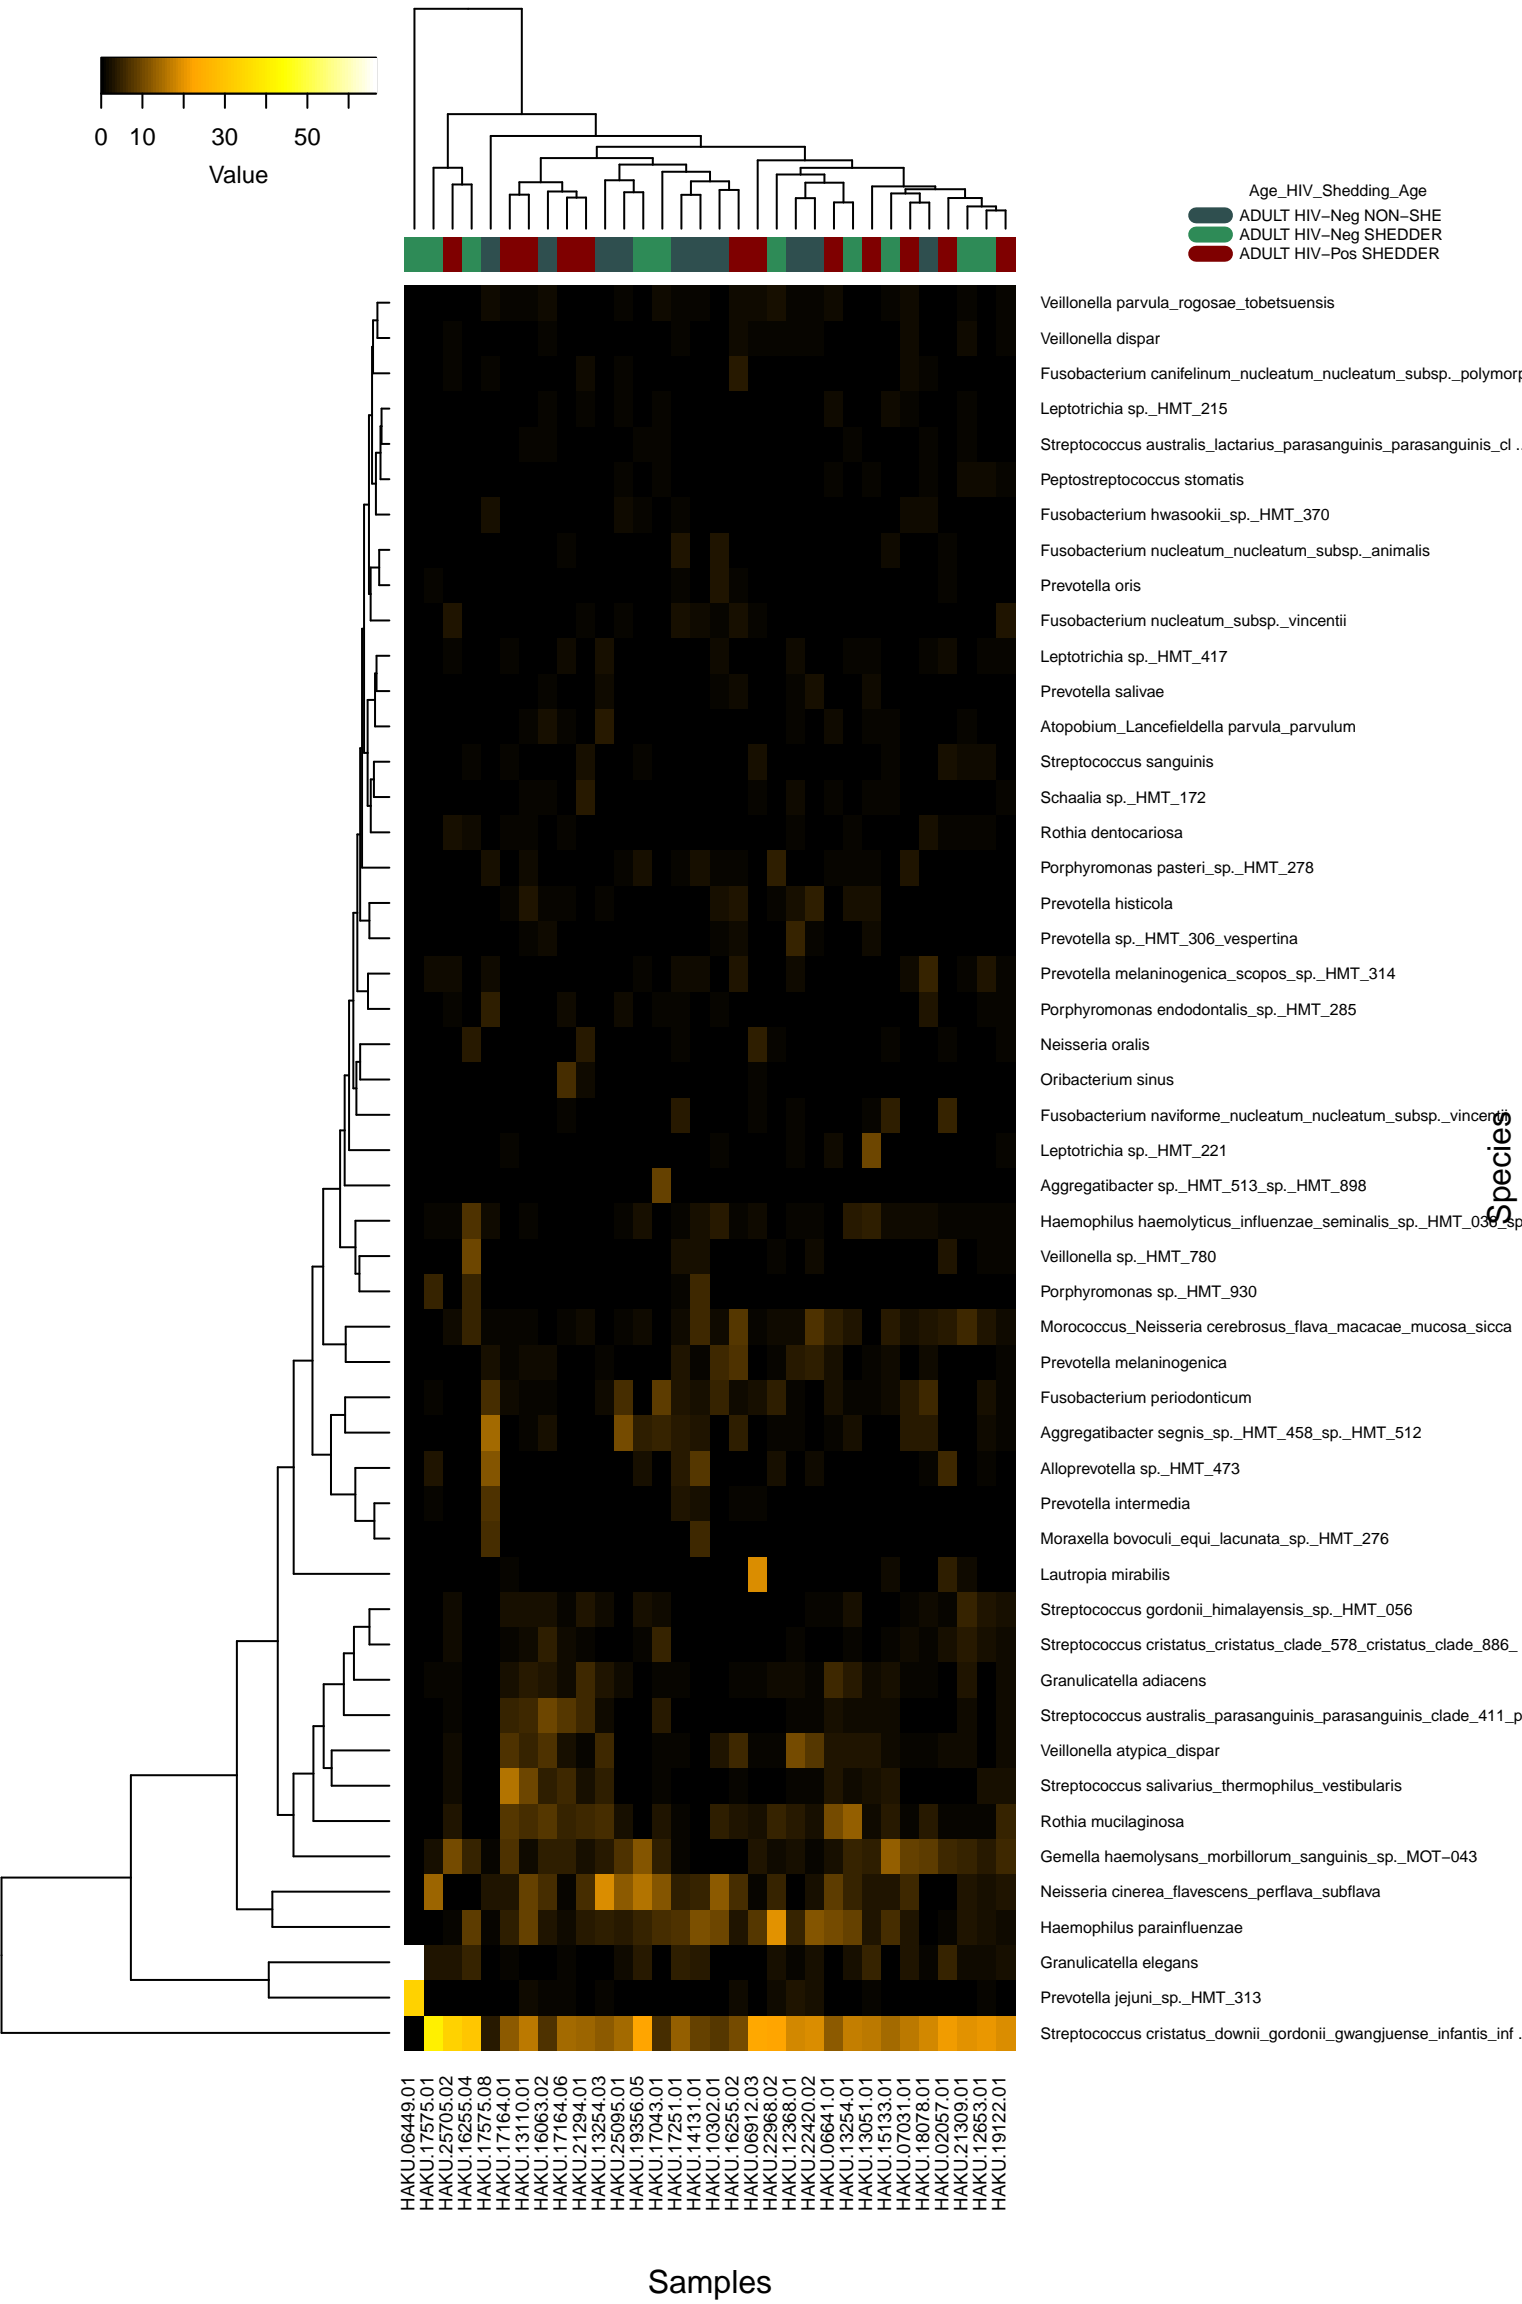 0 10 30 50
Value
Age_HIV_Shedding_Age
ADULT HIV−Neg NON−SHE
ADULT HIV−Neg SHEDDER
ADULT HIV−Pos SHEDDER
Veillonella parvula_rogosae_tobetsuensis
Veillonella dispar
Fusobacterium canifelinum_nucleatum_nucleatum_subsp._polymorp
Leptotrichia sp._HMT_215
Streptococcus australis_lactarius_parasanguinis_parasanguinis_cl ..
Peptostreptococcus stomatis
Fusobacterium hwasookii_sp._HMT_370
Fusobacterium nucleatum_nucleatum_subsp._animalis
Prevotella oris
Fusobacterium nucleatum_subsp._vincentii
Leptotrichia sp._HMT_417
Prevotella salivae
Atopobium_Lancefieldella parvula_parvulum
Streptococcus sanguinis
Schaalia sp._HMT_172
Rothia dentocariosa
Porphyromonas pasteri_sp._HMT_278
Prevotella histicola
Prevotella sp._HMT_306_vespertina
Prevotella melaninogenica_scopos_sp._HMT_314
Porphyromonas endodontalis_sp._HMT_285
Neisseria oralis
Oribacterium sinus
Fusobacterium naviforme_nucleatum_nucleatum_subsp._vincentii
Leptotrichia sp._HMT_221
Aggregatibacter sp._HMT_513_sp._HMT_898
Haemophilus haemolyticus_influenzae_seminalis_sp._HMT_036_sp
Veillonella sp._HMT_780
Porphyromonas sp._HMT_930
Morococcus_Neisseria cerebrosus_flava_macacae_mucosa_sicca
Prevotella melaninogenica
Fusobacterium periodonticum
Aggregatibacter segnis_sp._HMT_458_sp._HMT_512
Alloprevotella sp._HMT_473
Prevotella intermedia
Moraxella bovoculi_equi_lacunata_sp._HMT_276
Lautropia mirabilis
Streptococcus gordonii_himalayensis_sp._HMT_056
Streptococcus cristatus_cristatus_clade_578_cristatus_clade_886_
Granulicatella adiacens
Streptococcus australis_parasanguinis_parasanguinis_clade_411_p
Veillonella atypica_dispar
Streptococcus salivarius_thermophilus_vestibularis
Rothia mucilaginosa
Gemella haemolysans_morbillorum_sanguinis_sp._MOT−043
Neisseria cinerea_flavescens_perflava_subflava
Haemophilus parainfluenzae
Granulicatella elegans
Prevotella jejuni_sp._HMT_313
Streptococcus cristatus_downii_gordonii_gwangjuense_infantis_inf .
Species
HAKU.06449.01
HAKU.17575.01
HAKU.25705.02
HAKU.16255.04
HAKU.17575.08
HAKU.17164.01
HAKU.13110.01
HAKU.16063.02
HAKU.17164.06
HAKU.21294.01
HAKU.13254.03
HAKU.25095.01
HAKU.19356.05
HAKU.17043.01
HAKU.17251.01
HAKU.14131.01
HAKU.10302.01
HAKU.16255.02
HAKU.06912.03
HAKU.22968.02
HAKU.12368.01
HAKU.22420.02
HAKU.06641.01
HAKU.13254.01
HAKU.13051.01
HAKU.15133.01
HAKU.07031.01
HAKU.18078.01
HAKU.02057.01
HAKU.21309.01
HAKU.12653.01
HAKU.19122.01
Samples